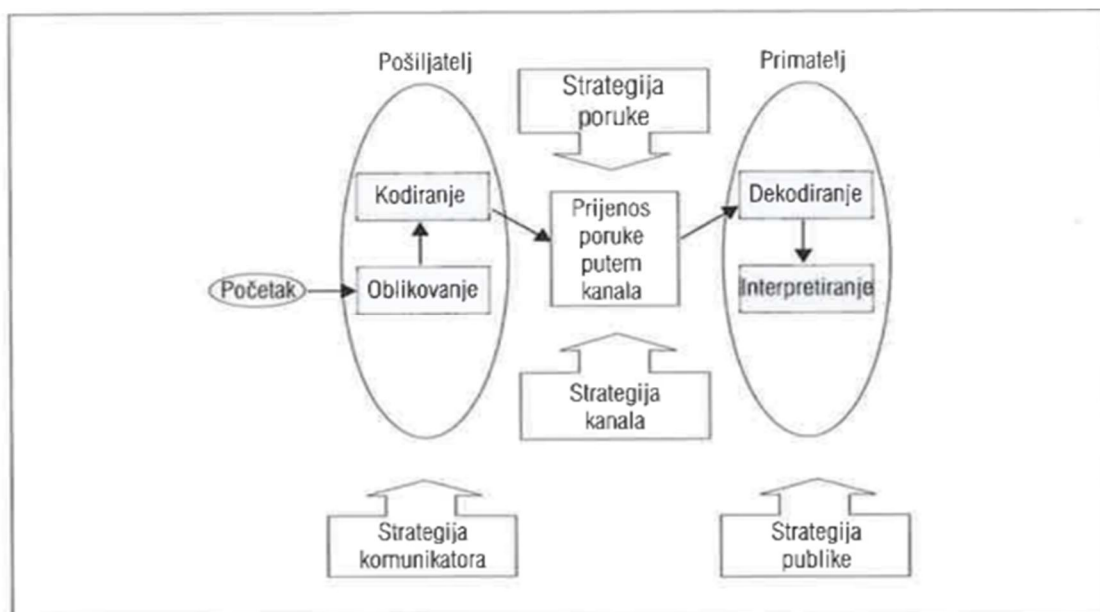 Pošiljatelj
Primatelj
Strategija
poruke
Kodiranje
Dekodiranje
Prijenos
poruke
putem
kanala
Početak
Oblikovanje
Interpretiranje
Strategija
kanala
Strategija
komunikatora
Strategija
publike